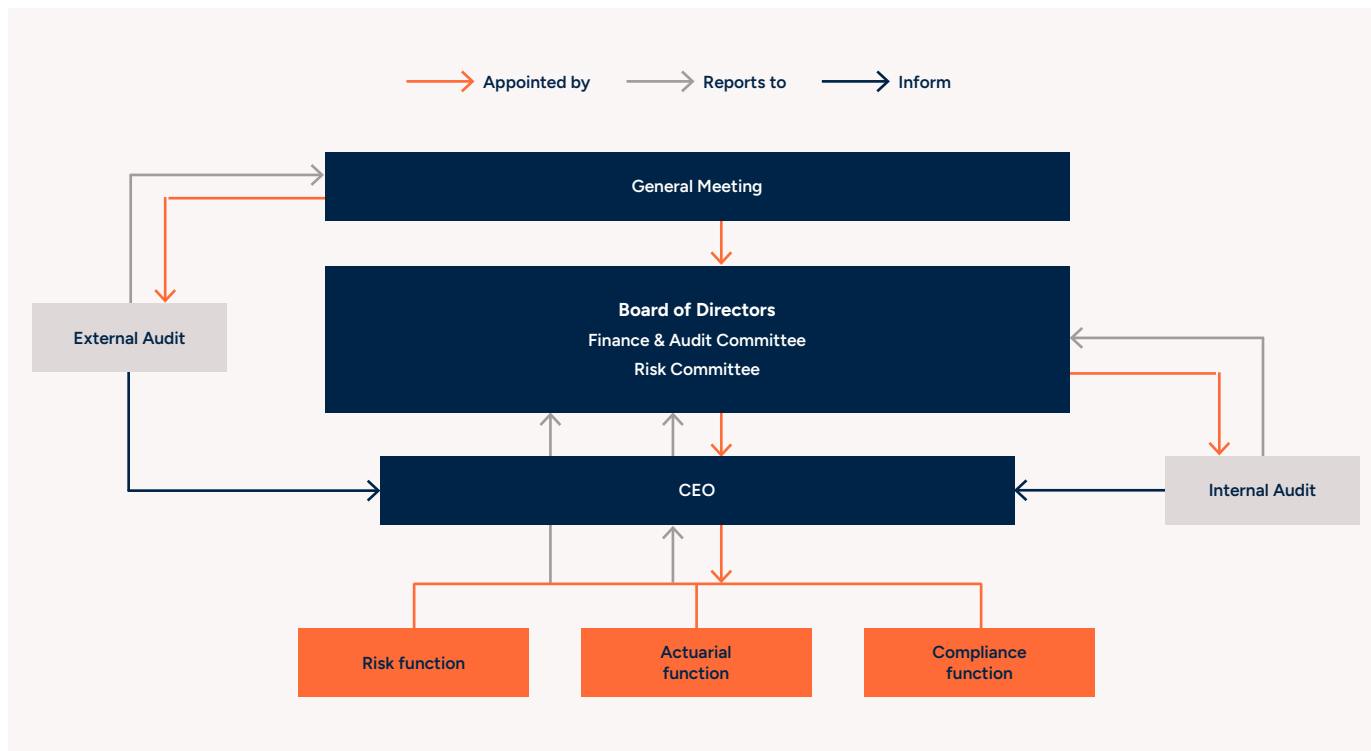 Appointed by
Reports to
Inform
General Meeting
Board of Directors
Finance & Audit Committee
Risk Committee
External Audit
CEO
Internal Audit
Risk function
Actuarial
function
Compliance
function